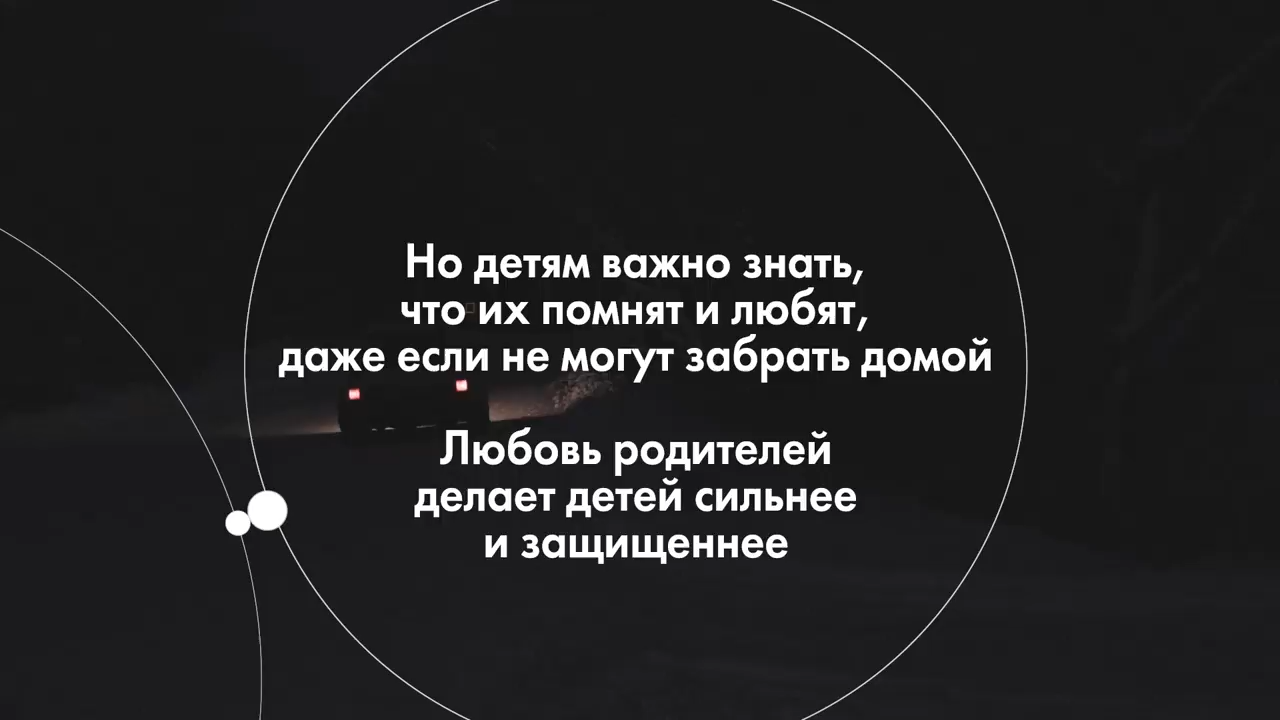 Но детям важно знать,
что их помнят и любят,
даже если не могут забрать домой
Любовь родителей
делает детей сильнее
и защищеннее